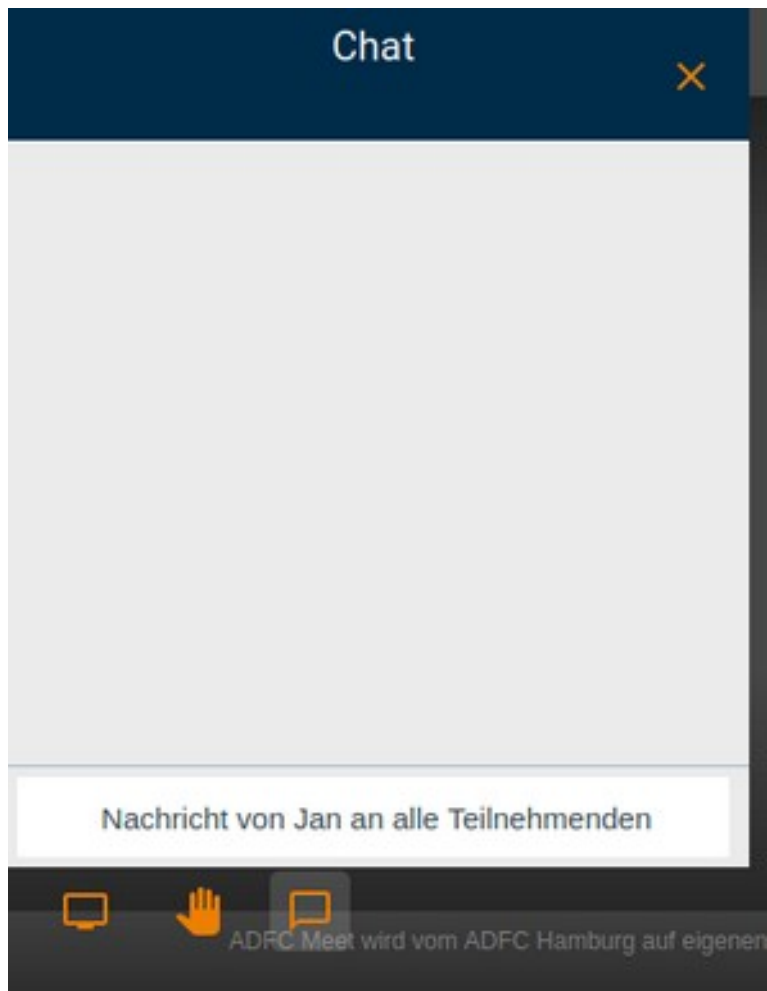 Chat
Nachricht von Jan an alle Teilnehmenden
ADFC Meet wird vom ADFC Hamburg auf eigenen